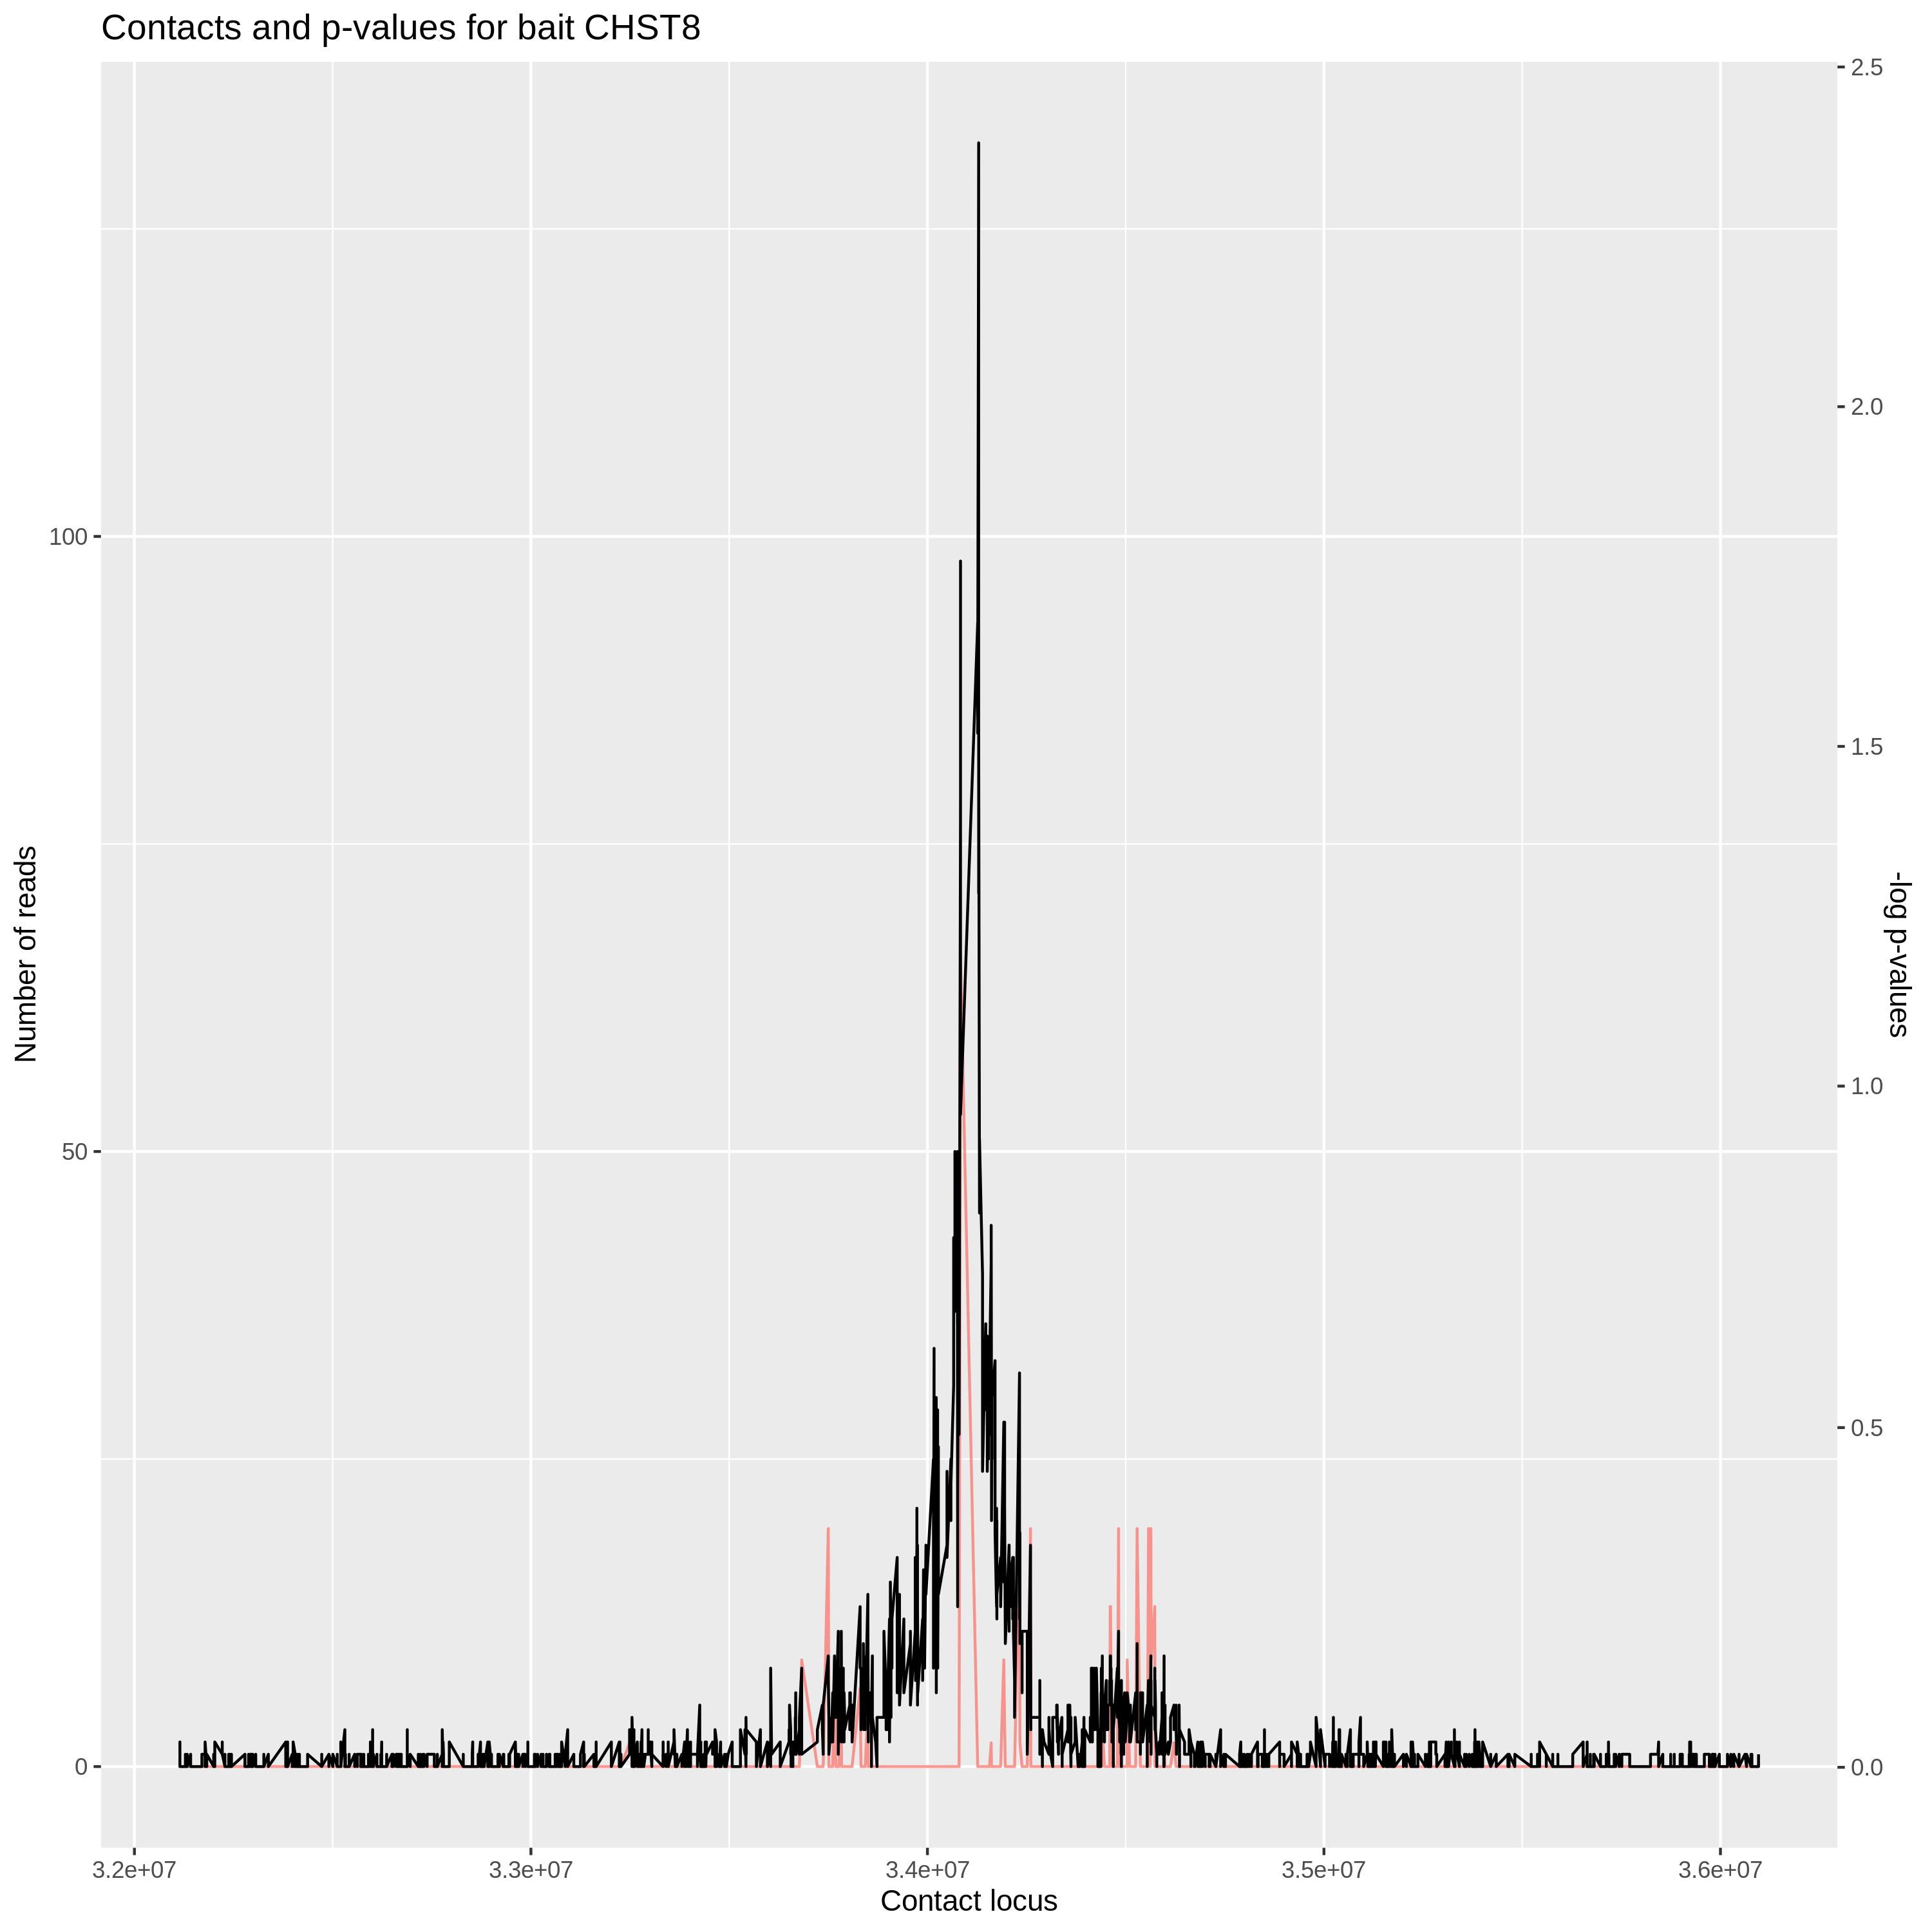 Contacts and p-values for bait CHST8
2.5
2.0
100
1.5
Number of reads
-log p-values
1.0
50
0.5
0
0.0
3.2e+07
3.3e+07
3.4e+07
3.5e+07
3.6e+07
Contact locus